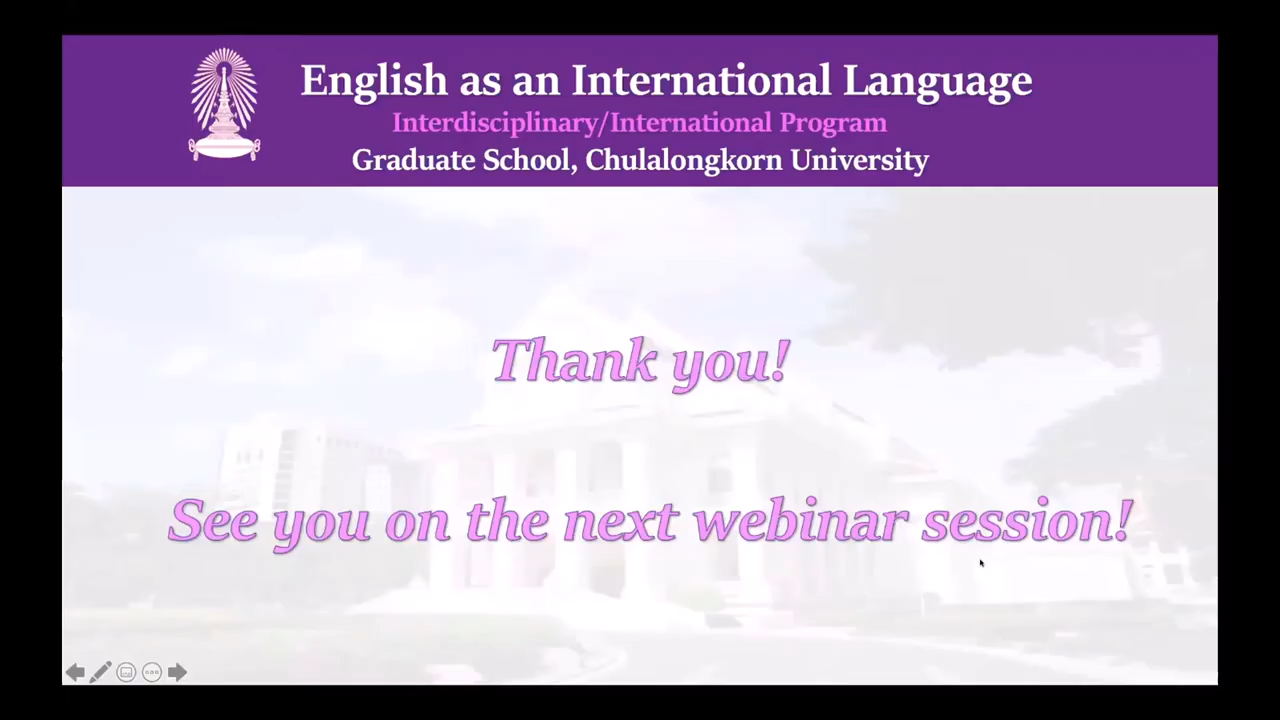 English as an International Language
Interdisciplinary/International Program
Graduate School, Chulalongkorn University
Thank you!
See you on the next webinar session!